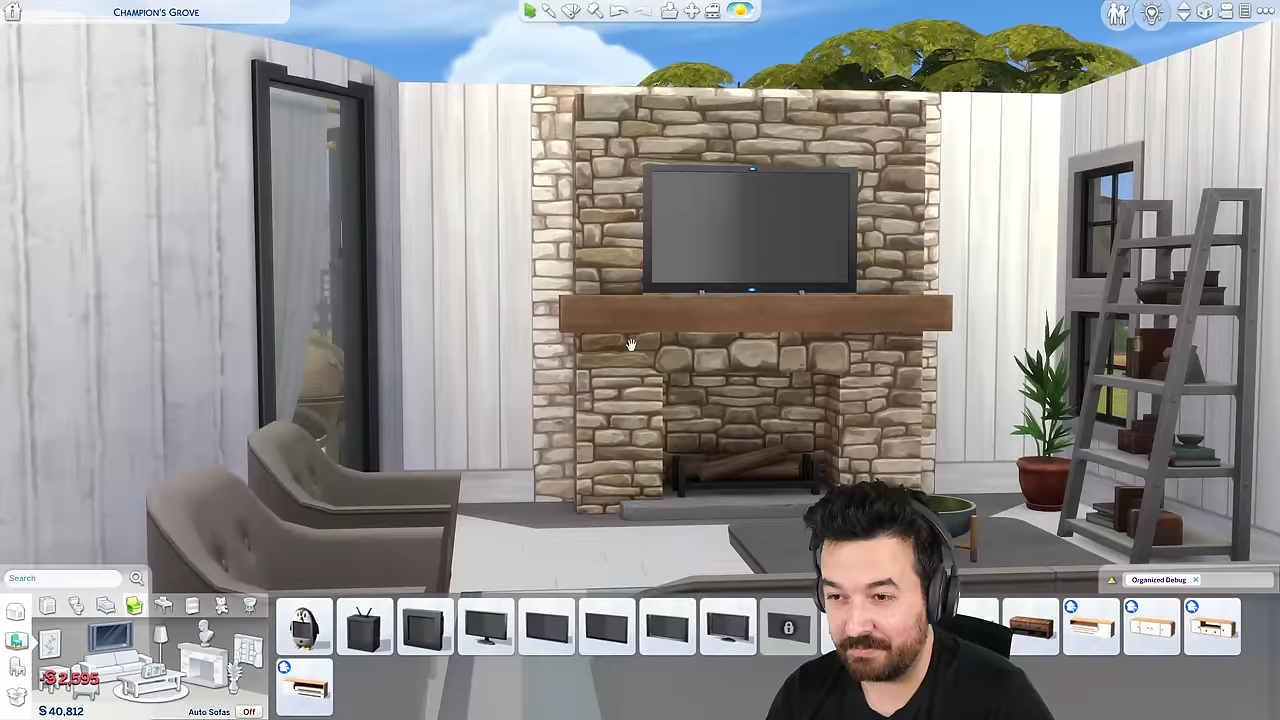 CHAMPION'S GROVE
Search
Organized Debug
$2,595
$40,812
Auto Sofas Off